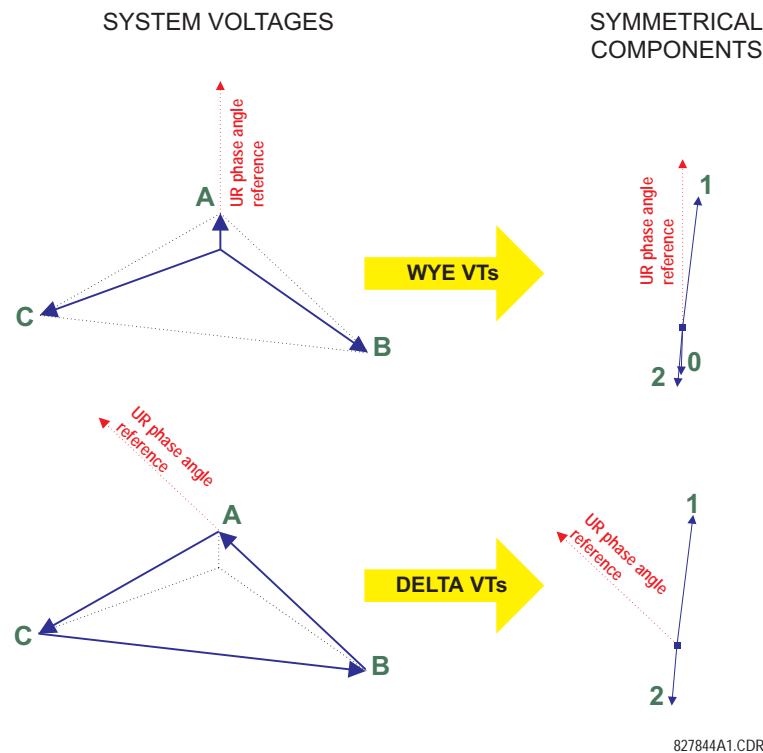 SYSTEM VOLTAGES
SYMMETRICAL
COMPONENTS
UR phase angle
reference
A
C
B
WYE VTs
UR phase angle
reference
1
2
0
UR phase angle
reference
A
C
B
DELTA VTs
UR phase angle
reference
1
2
827844A1.CDR